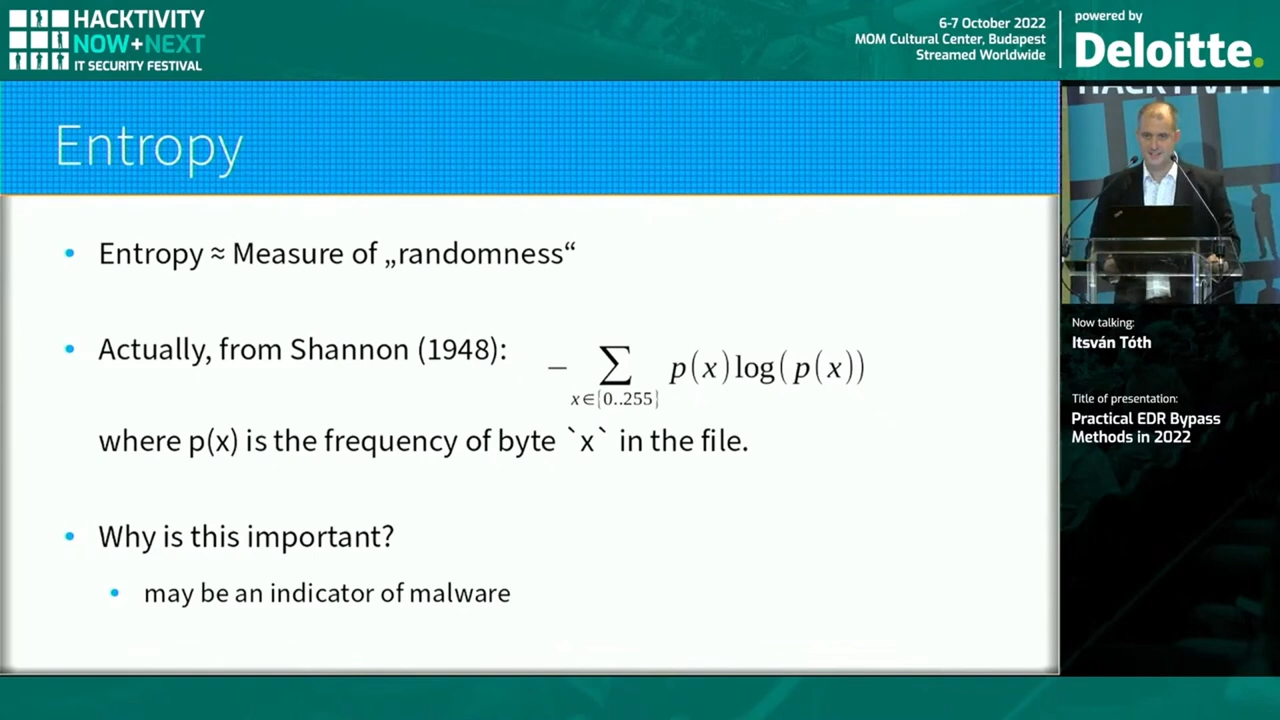 HACKTIVITY
NOW+NEXT
IT SECURITY FESTIVAL
6-7 October 2022
MOM Cultural Center, Budapest
Streamed Worldwide
powered by
Deloitte.
HACKTIVITY
Entropy
• Entropy ≈ Measure of „randomness“
• Actually, from Shannon (1948): − ∑ p(x)log(p(x))
x∈{0..255}
where p(x) is the frequency of byte `x` in the file.
• Why is this important?
• may be an indicator of malware
Now talking:
Itsván Tóth
Title of presentation:
Practical EDR Bypass
Methods in 2022